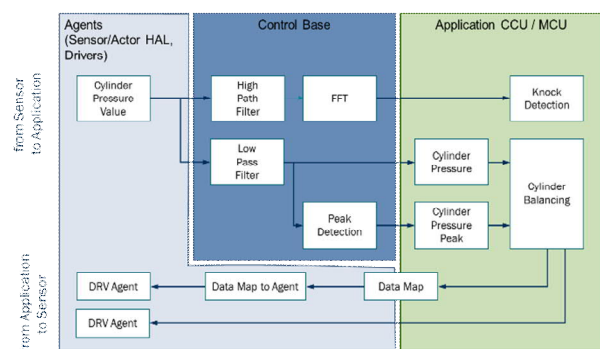 Agents
(Sensor/Actor HAL,
Drivers)
Control Base
Application CCU / MCU
from Sensor
to Application
Cylinder
Pressure
Value
High
Path
Filter
FFT
Knock
Detection
Low
Pass
Filter
Cylinder
Pressure
Cylinder
Balancing
Peak
Detection
Cylinder
Pressure
Peak
rom Application
to Sensor
DRV Agent
Data Map to Agent
Data Map
DRV Agent